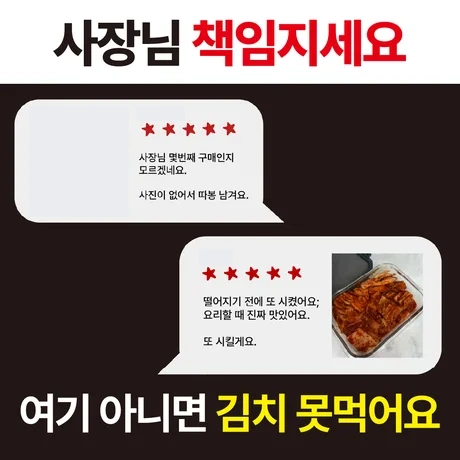 사장님 책임지세요
사장님 몇번째 구매인지
모르겠네요.
사진이 없어서 따봉 남겨요.
떨어지기 전에 또 시켰어요;
요리할 때 진짜 맛있어요.
또 시킬게요.
여기 아니면 김치 못먹어요